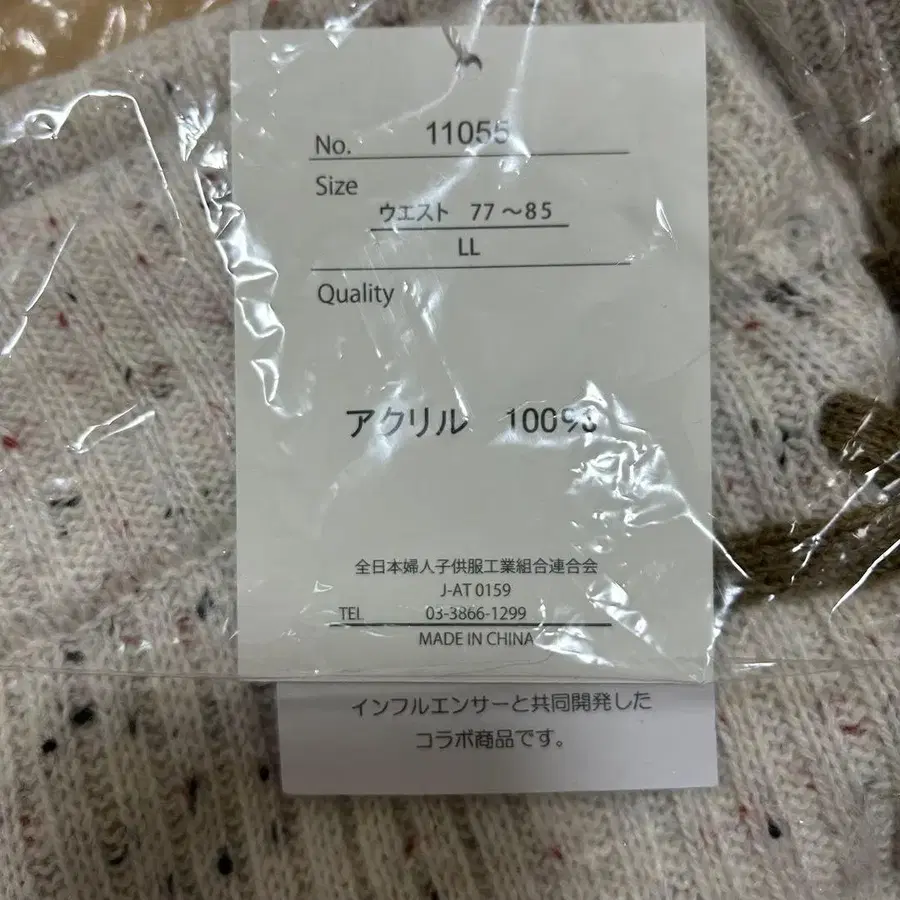 No. 11055
Size
ウエスト 77～85
LL
Quality
アクリル 100%
全日本婦人子供服工業組合連合会
J-AT 0159
TEL 03-3866-1299
MADE IN CHINA
インフルエンサーと共同開発した
コラボ商品です。